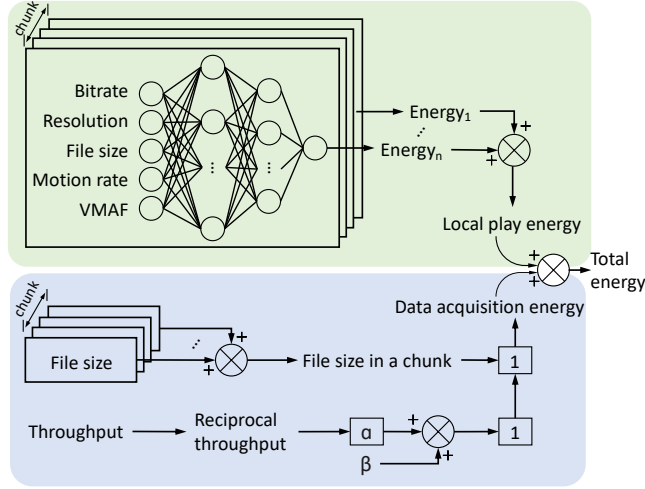 chunk
Bitrate
Resolution
File size
Motion rate
VMAF
...
...
Energy1
...
Energyn
+
+
Local play energy
+
+
Total
energy
Data acquisition energy
chunk
File size
...
+
+
File size in a chunk
1
Throughput
Reciprocal
throughput
α
+
+
1
β